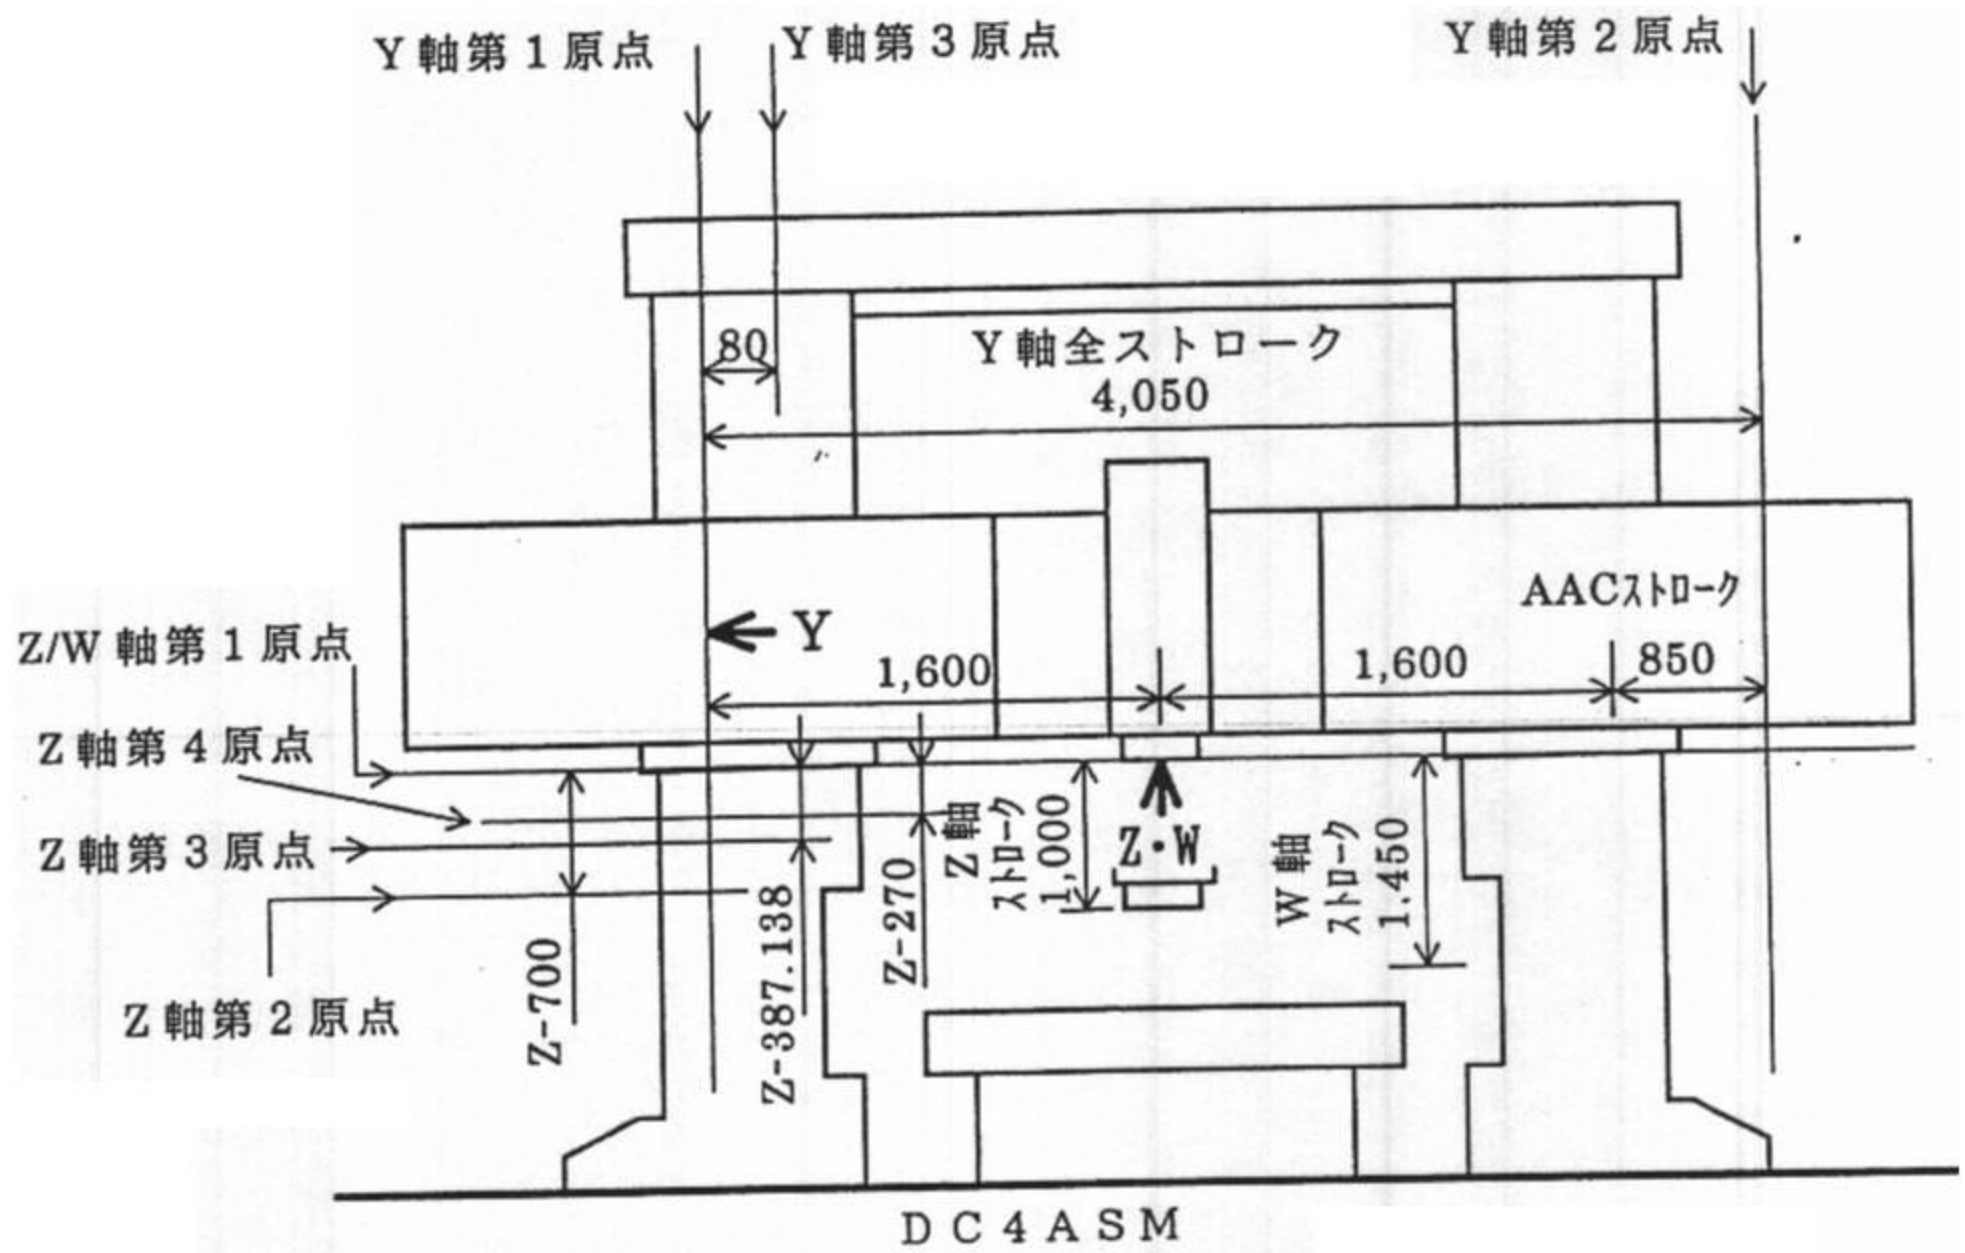 Y軸第1原点
Y軸第3原点
Y軸第2原点
80
Y軸全ストローク
4,050
AACストローク
Y
Z/W軸第1原点
1,600
1,600
850
Z軸第4原点
Z軸第3原点
Z軸第2原点
Z-700
Z-387.138
Z-270
Z軸
ストローク
1,000
Z・W
W軸
ストローク
1.450
DC4ASM